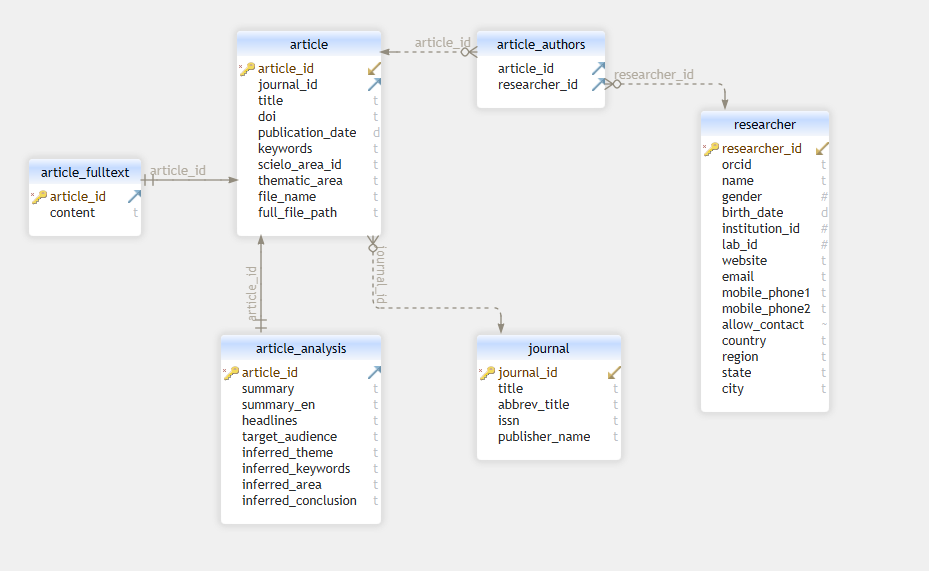 article
article_id
journal_id
title t
doi t
publication_date d
keywords t
scielo_area_id t
thematic_area t
file_name t
full_file_path t
article_id
article_authors
article_id
researcher_id
researcher_id
researcher
researcher_id
orcid t
name t
gender #
birth_date d
institution_id #
lab_id #
website t
email t
mobile_phone1 t
mobile_phone2 t
allow_contact ~
country t
region t
state t
city t
article_fulltext
article_id
content t
article_id
article_id
journal_id
article_analysis
article_id
summary t
summary_en t
headlines t
target_audience t
inferred_theme t
inferred_keywords t
inferred_area t
inferred_conclusion t
journal
journal_id
title t
abbrev_title t
issn t
publisher_name t